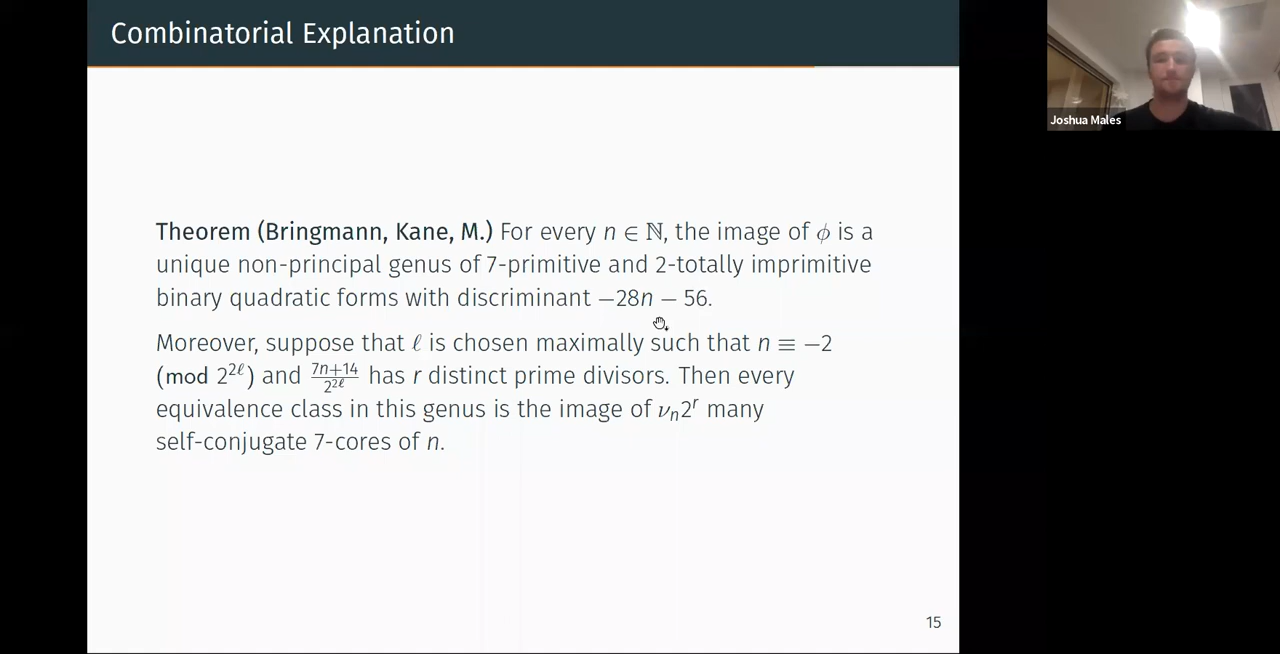 Combinatorial Explanation
Joshua Males
Theorem (Bringmann, Kane, M.) For every n ∈ ℕ, the image of ϕ is a
unique non-principal genus of 7-primitive and 2-totally imprimitive
binary quadratic forms with discriminant −28n − 56.
Moreover, suppose that ℓ is chosen maximally such that n ≡ −2
(mod 2^{2ℓ}) and \frac{7n+14}{2^{2ℓ}} has r distinct prime divisors. Then every
equivalence class in this genus is the image of ν_n2^r many
self-conjugate 7-cores of n.
15